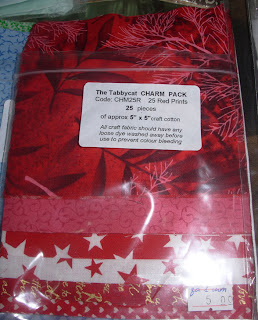 The Tabbycat CHARM PACK
Code: CHM25R 25 Red Prints
25 pieces
of approx 5" x 5" craft cotton
All craft fabric should have any
loose dye washed away before
use to prevent colour bleeding